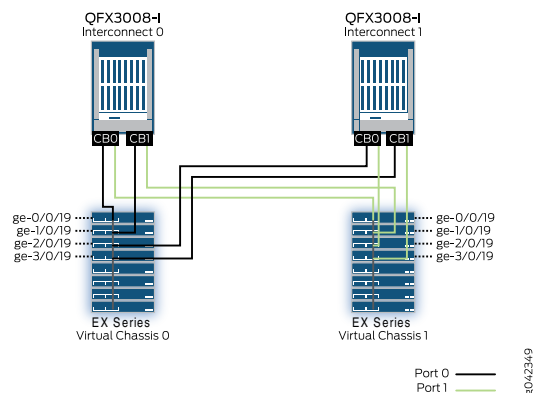 QFX3008-I
Interconnect 0
QFX3008-I
Interconnect 1
CB0
CB1
CB0
CB1
ge-0/0/19
ge-1/0/19
ge-2/0/19
ge-3/0/19
ge-0/0/19
ge-1/0/19
ge-2/0/19
ge-3/0/19
EX Series
Virtual Chassis 0
EX Series
Virtual Chassis 1
Port 0
Port 1
g042349